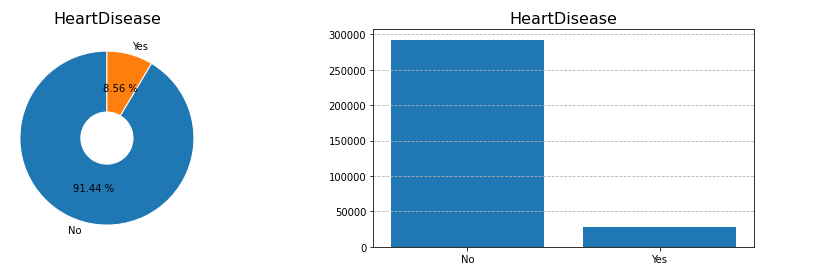 HeartDisease
Yes
8.56 %
91.44 %
No
HeartDisease
300000
250000
200000
150000
100000
50000
0
No Yes